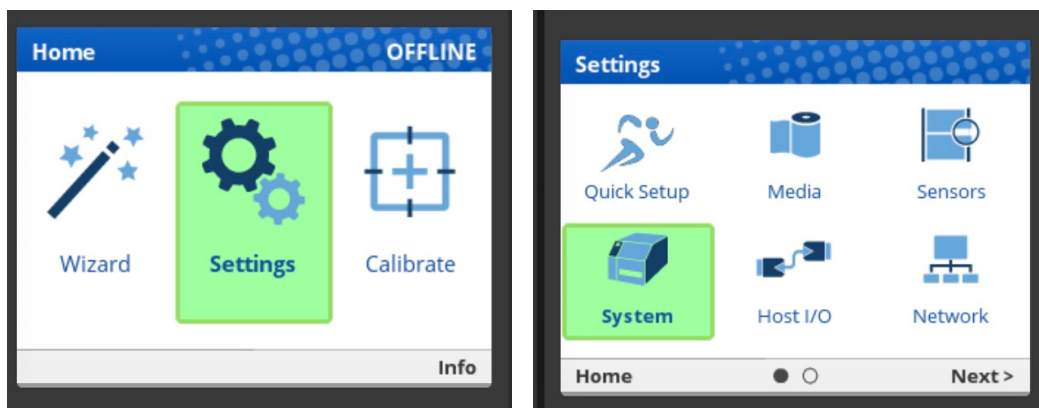 Home OFFLINE
Wizard Settings Calibrate
Info
Settings
Quick Setup Media Sensors
System Host I/O Network
Home Next >